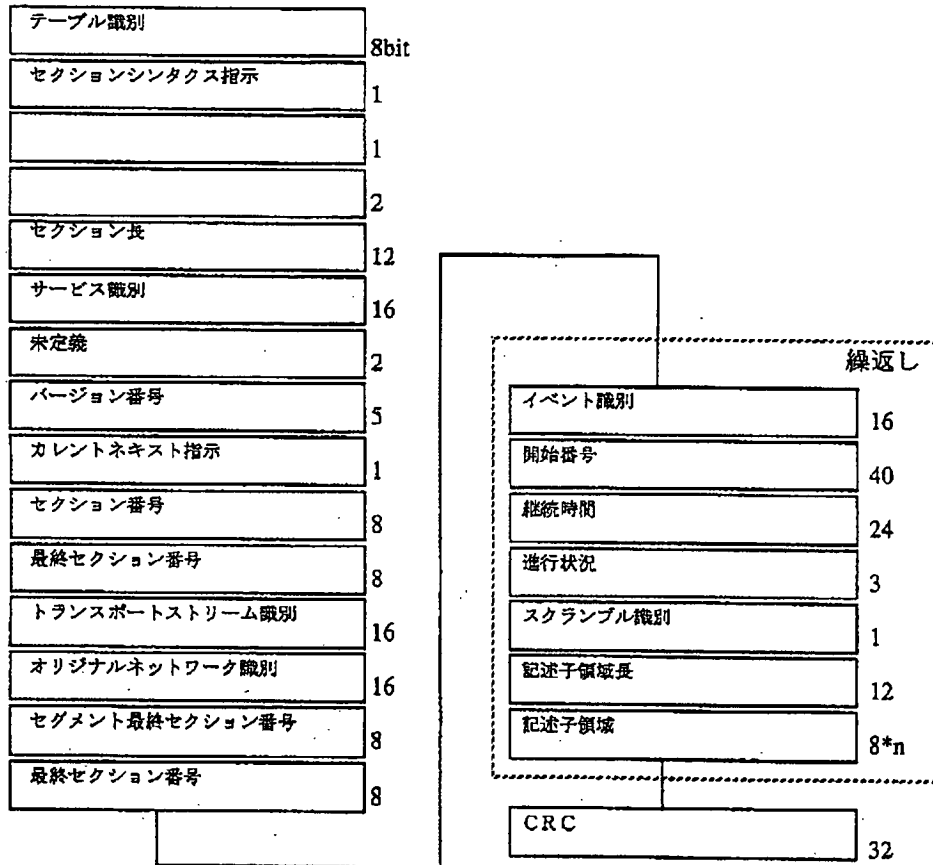 テーブル識別
8bit
セクションシンタクス指示
1
1
2
セクション長
12
サービス識別
16
未定義
2
バージョン番号
5
カレントネキスト指示
1
セクション番号
8
最終セクション番号
8
トランスポートストリーム識別
16
オリジナルネットワーク識別
16
セグメント最終セクション番号
8
最終セクション番号
8
繰返し
イベント識別
16
開始番号
40
継続時間
24
進行状況
3
スクランブル識別
1
記述子領域長
12
記述子領域
8*n
CRC
32